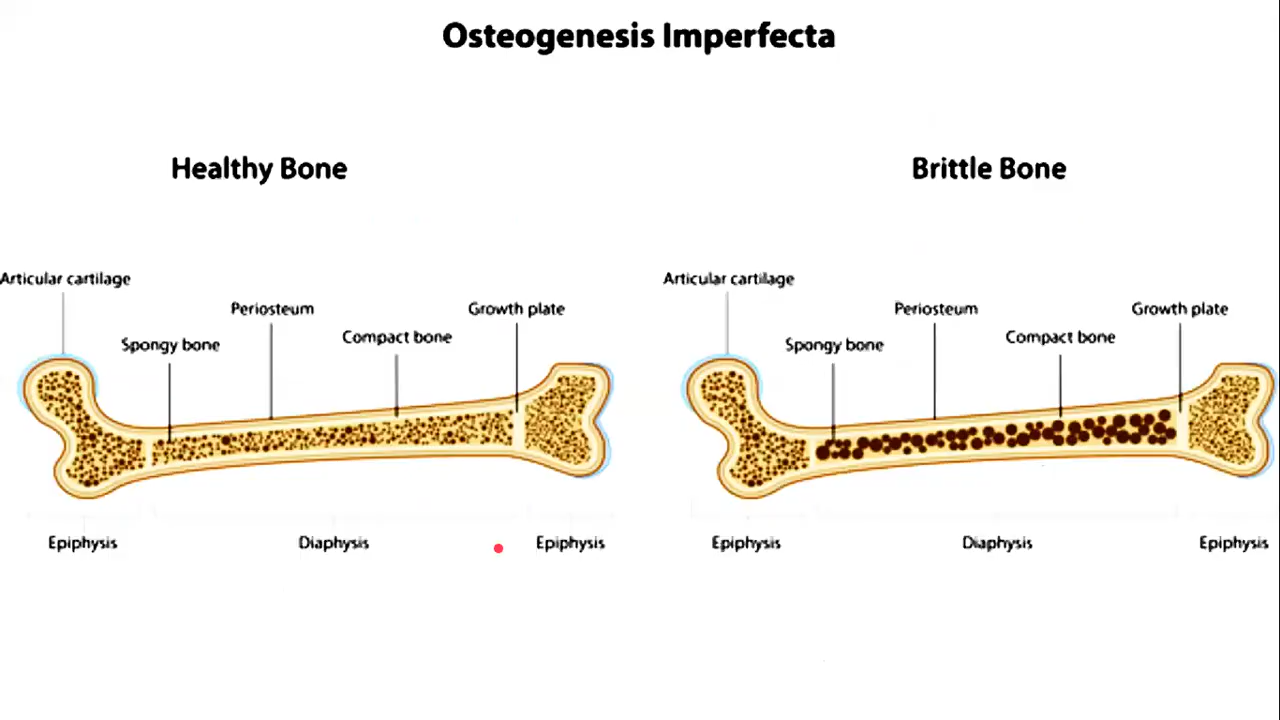 Osteogenesis Imperfecta
Healthy Bone
Articular cartilage
Periosteum
Growth plate
Compact bone
Spongy bone
Epiphysis
Diaphysis
Epiphysis
Brittle Bone
Articular cartilage
Periosteum
Growth plate
Compact bone
Spongy bone
Epiphysis
Diaphysis
Epiphysis